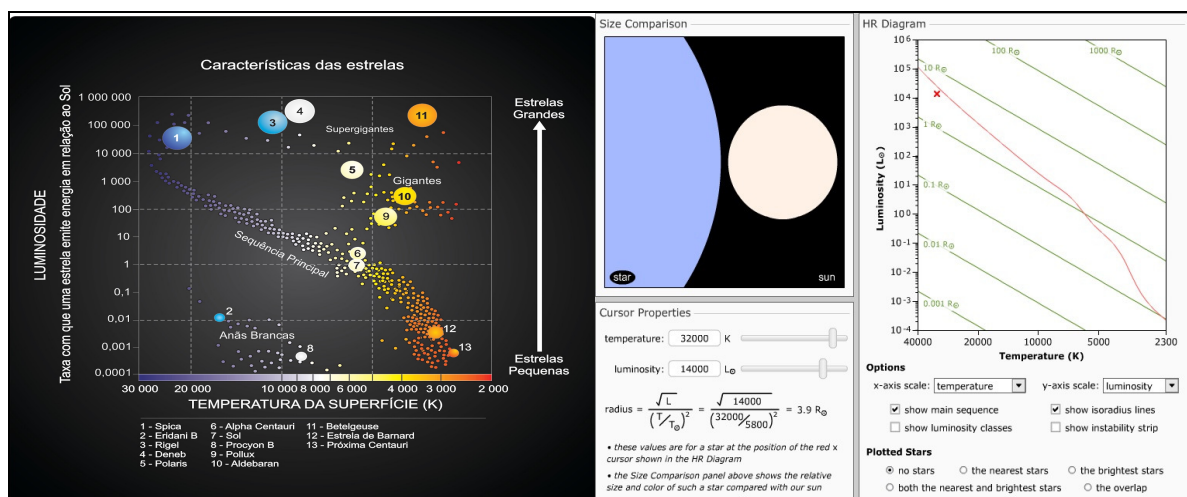 Características das estrelas
LUMINOSIDADE
Taxa com que uma estrela emite energia em relação ao Sol
1 000 000
100 000
10 000
1 000
100
10
1
0,1
0,01
0,001
0,0001
1
3
4
11
Supergigantes
5
Gigantes
10
9
Sequência Principal
6
7
2
Anãs Brancas
8
12
13
Estrelas
Grandes
Estrelas
Pequenas
30 000 20 000 10 000 8 000 6 000 4 000 3 000 2 000
TEMPERATURA DA SUPERFÍCIE (K)
1 - Spica
2 - Eridani B
3 - Rigel
4 - Deneb
5 - Polaris
6 - Alpha Centauri
7 - Sol
8 - Procyon B
9 - Pollux
10 - Aldebaran
11 - Betelgeuse
12 - Estrela de Barnard
13 - Próxima Centauri
Size Comparison
star
sun
Cursor Properties
temperature: 32000 K
luminosity: 14000 L⊙
radius = √L / (T/T⊙)² = √14000 / (32000/5800)² = 3.9 R⊙
• these values are for a star at the position of the red x
cursor shown in the HR Diagram
• the Size Comparison panel above shows the relative
size and color of such a star compared with our sun
HR Diagram
Luminosity (L⊙)
10⁶
10⁵
10⁴
10³
10²
10¹
10⁰
10⁻¹
10⁻²
10⁻³
10⁻⁴
100 R⊙
1000 R⊙
10 R⊙
1 R⊙
0.1 R⊙
0.01 R⊙
0.001 R⊙
40000 20000 10000 5000 2300
Temperature (K)
Options
x-axis scale: temperature y-axis scale: luminosity
show main sequence show isoradius lines
show luminosity classes show instability strip
Plotted Stars
no stars the nearest stars the brightest stars
both the nearest and brightest stars the overlap